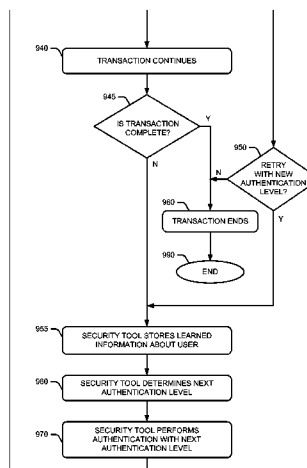 940
TRANSACTION CONTINUES
945
IS TRANSACTION
COMPLETE?
Y
N
950
RETRY
WITH NEW
AUTHENTICATION
LEVEL?
N
Y
960
TRANSACTION ENDS
990
END
955
SECURITY TOOL STORES LEARNED
INFORMATION ABOUT USER
980
SECURITY TOOL DETERMINES NEXT
AUTHENTICATION LEVEL
970
SECURITY TOOL PERFORMS
AUTHENTICATION WITH NEXT
AUTHENTICATION LEVEL